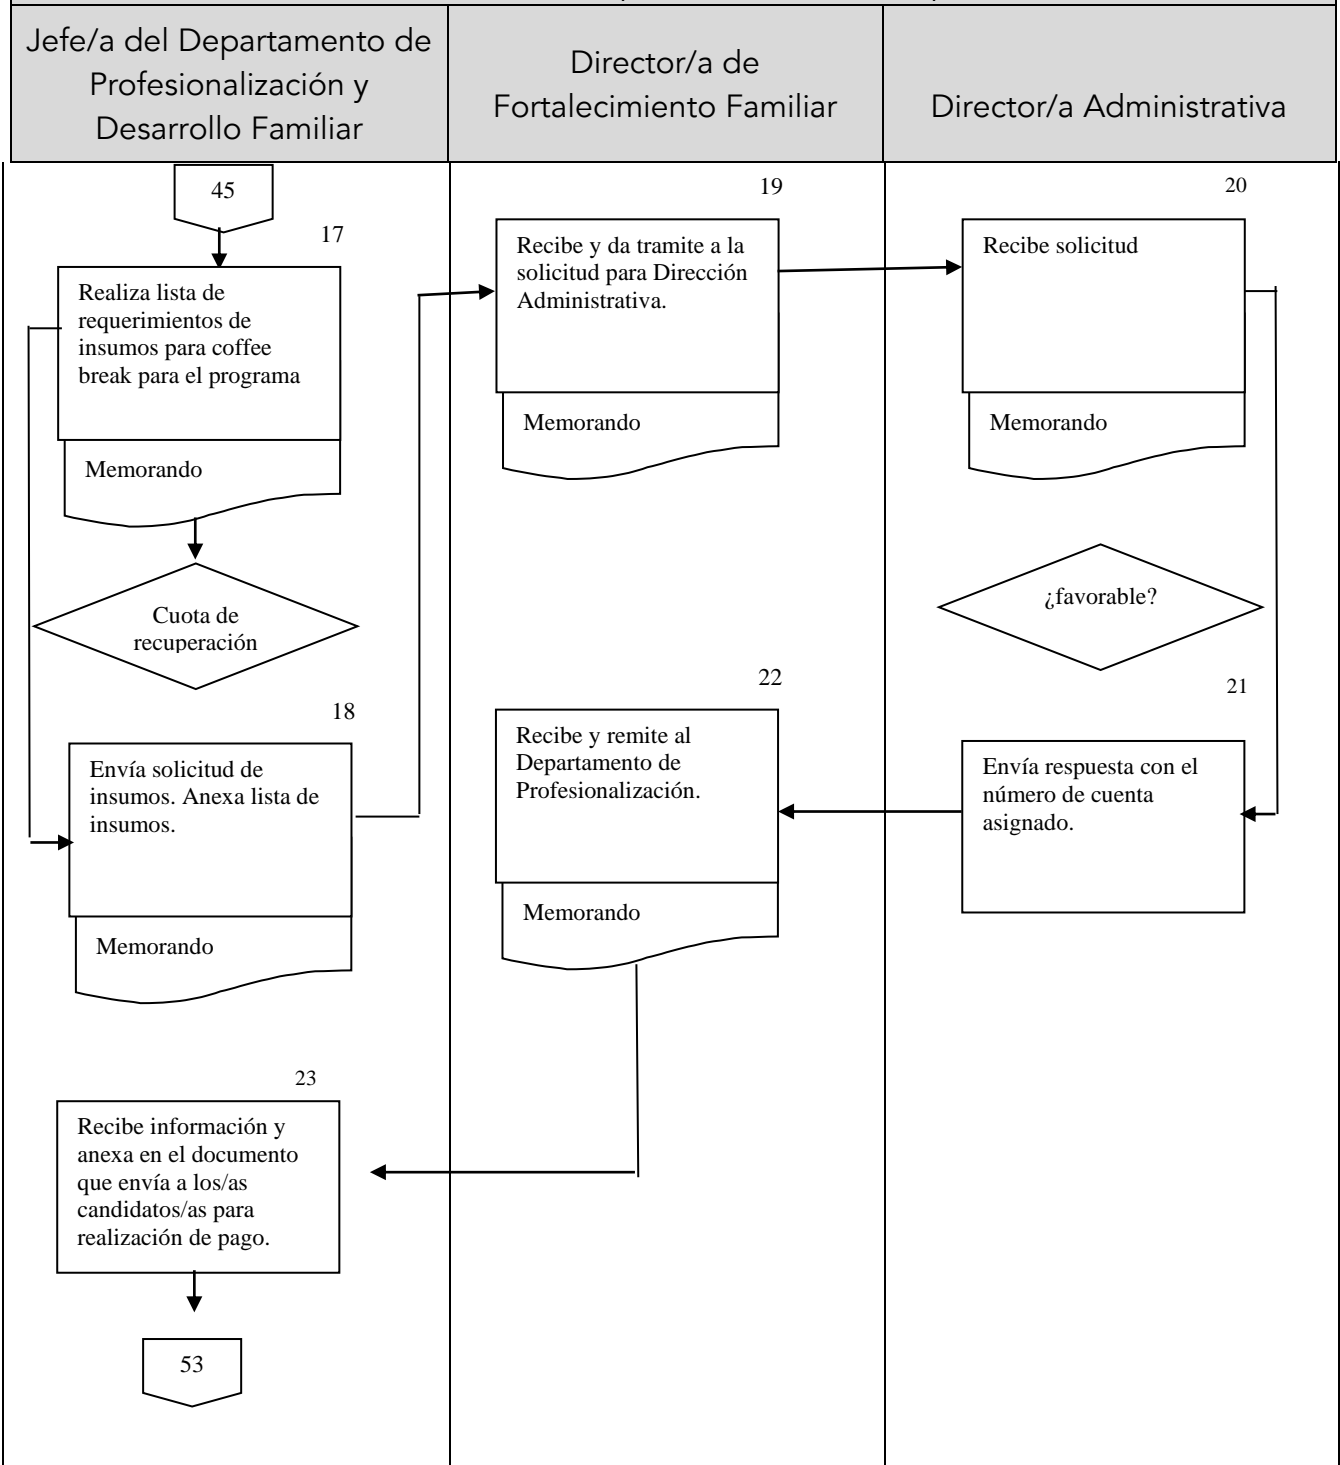 Jefe/a del Departamento de
Profesionalización y
Desarrollo Familiar
Director/a de
Fortalecimiento Familiar
Director/a Administrativa
45
17
Realiza lista de
requerimientos de
insumos para coffee
break para el programa
Memorando
Cuota de
recuperación
18
Envía solicitud de
insumos. Anexa lista de
insumos.
Memorando
19
Recibe y da tramite a la
solicitud para Dirección
Administrativa.
Memorando
20
Recibe solicitud
Memorando
¿favorable?
21
Envía respuesta con el
número de cuenta
asignado.
22
Recibe y remite al
Departamento de
Profesionalización.
Memorando
23
Recibe información y
anexa en el documento
que envía a los/as
candidatos/as para
realización de pago.
53